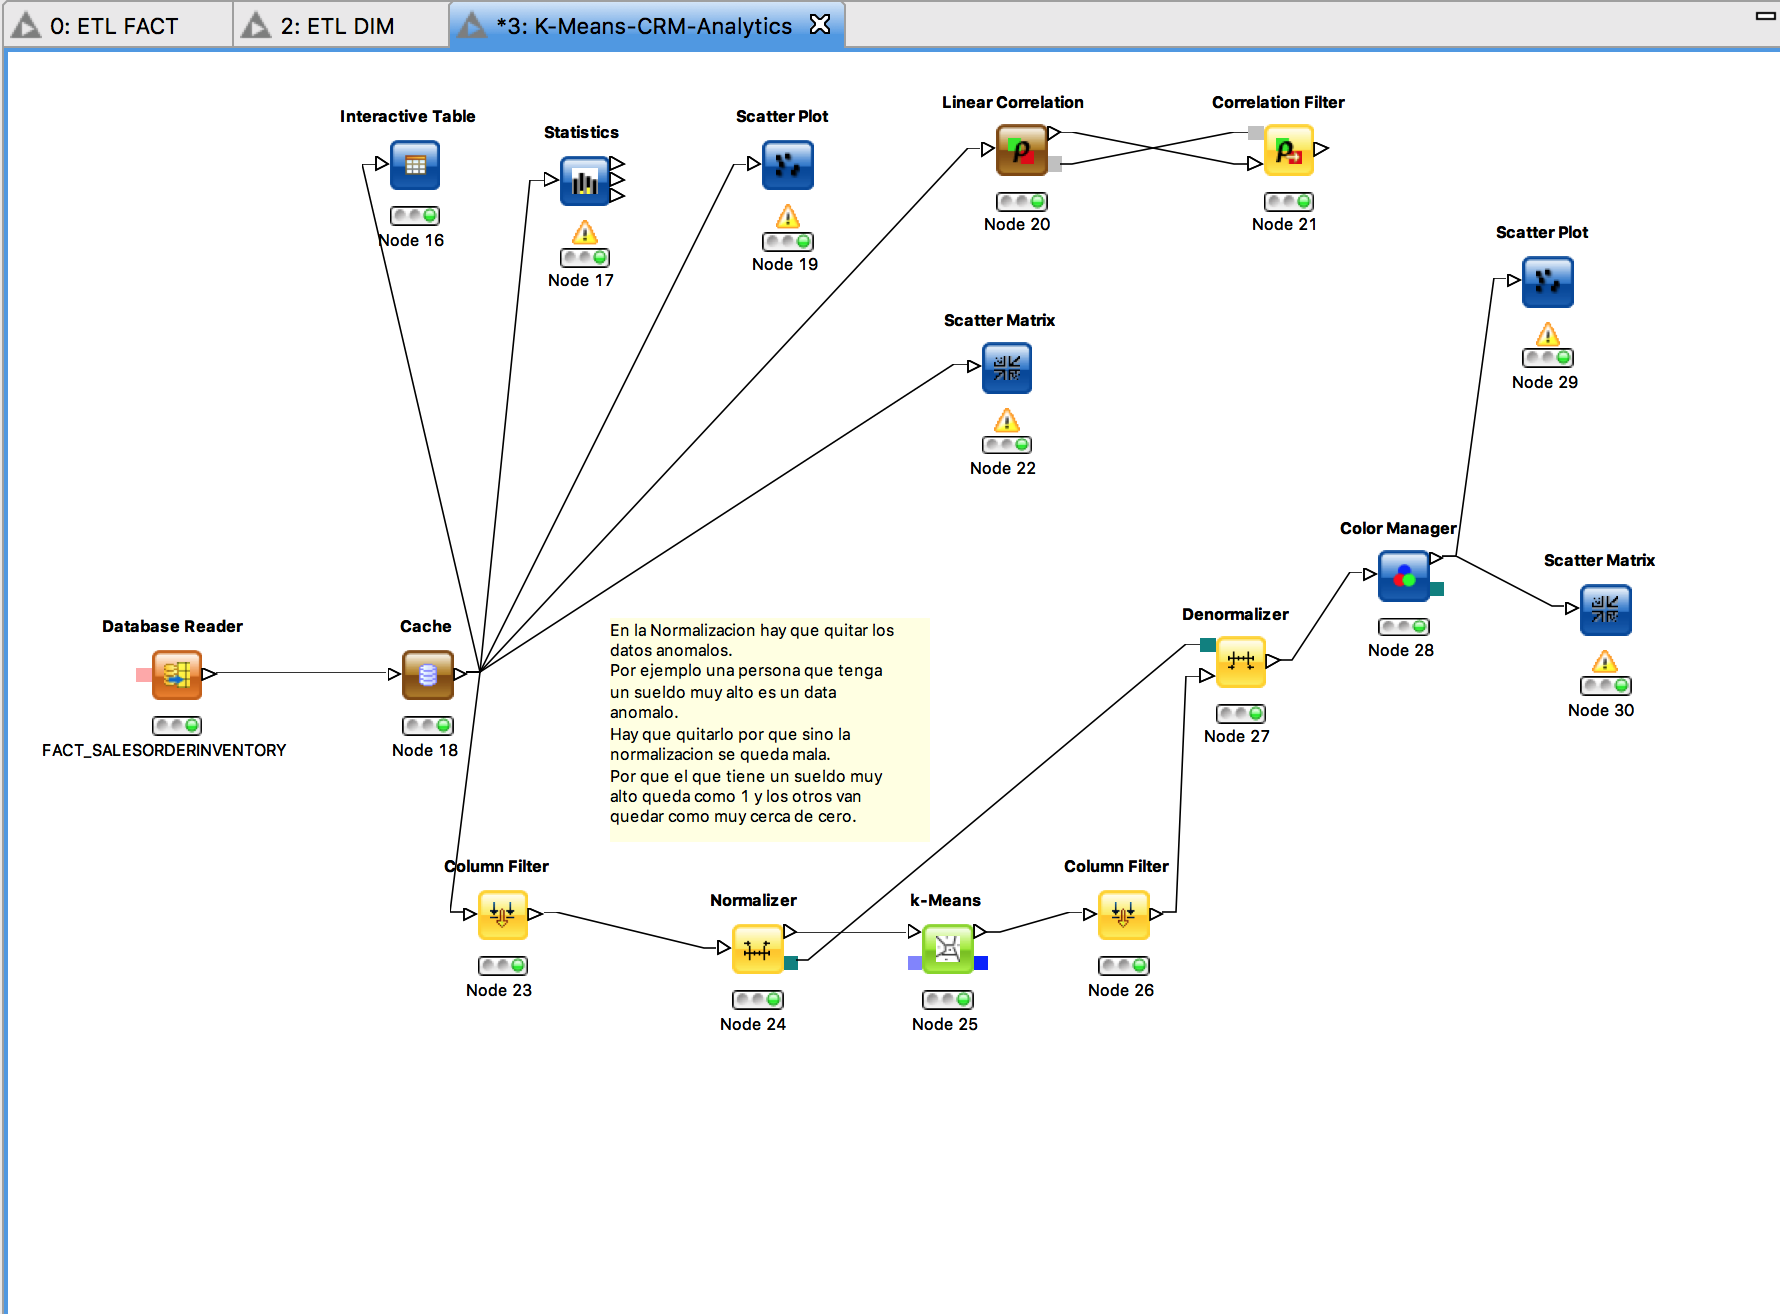 0: ETL FACT
2: ETL DIM
*3: K-Means-CRM-Analytics
Interactive Table
Node 16
Statistics
Node 17
Scatter Plot
Node 19
Linear Correlation
Node 20
Correlation Filter
Node 21
Scatter Plot
Node 29
Scatter Matrix
Node 22
Color Manager
Node 28
Scatter Matrix
Node 30
Denormalizer
Node 27
Database Reader
FACT_SALESORDERINVENTORY
Cache
Node 18
En la Normalizacion hay que quitar los
datos anomalos.
Por ejemplo una persona que tenga
un sueldo muy alto es un data
anomalo.
Hay que quitarlo por que sino la
normalizacion se queda mala.
Por que el que tiene un sueldo muy
alto queda como 1 y los otros van
quedar como muy cerca de cero.
Column Filter
Node 23
Normalizer
Node 24
k-Means
Node 25
Column Filter
Node 26